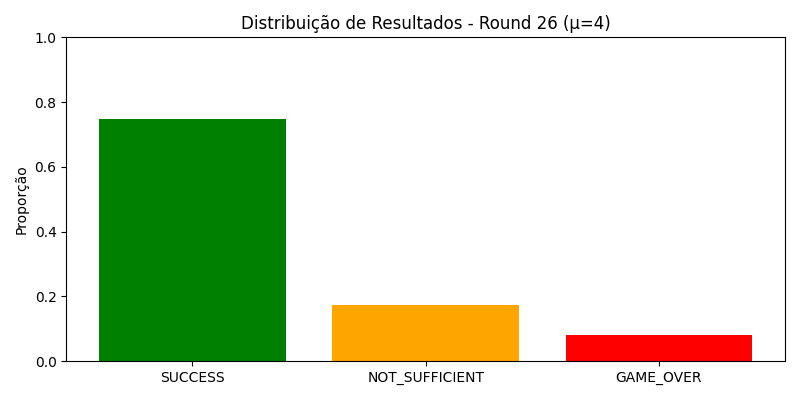 Distribuição de Resultados - Round 26 (μ=4)
Proporção
1.0
0.8
0.6
0.4
0.2
0.0
SUCCESS
NOT_SUFFICIENT
GAME_OVER